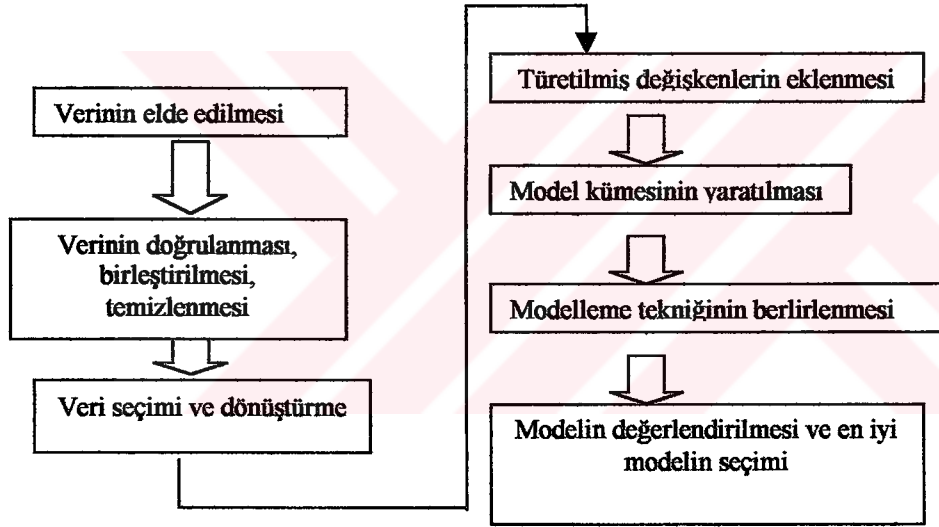 Verinin elde edilmesi
Verinin doğrulanması,
birleştirilmesi,
temizlenmesi
Veri seçimi ve dönüştürme
Türetilmiş değişkenlerin eklenmesi
Model kümesinin yaratılması
Modelleme tekniğinin berlirlenmesi
Modelin değerlendirilmesi ve en iyi
modelin seçimi